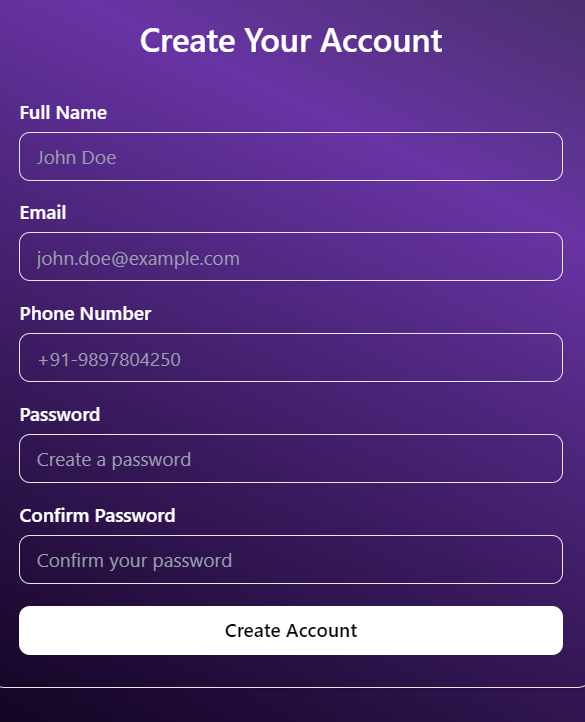 Create Your Account
Full Name
John Doe
Email
john.doe@example.com
Phone Number
+91-9897804250
Password
Create a password
Confirm Password
Confirm your password
Create Account